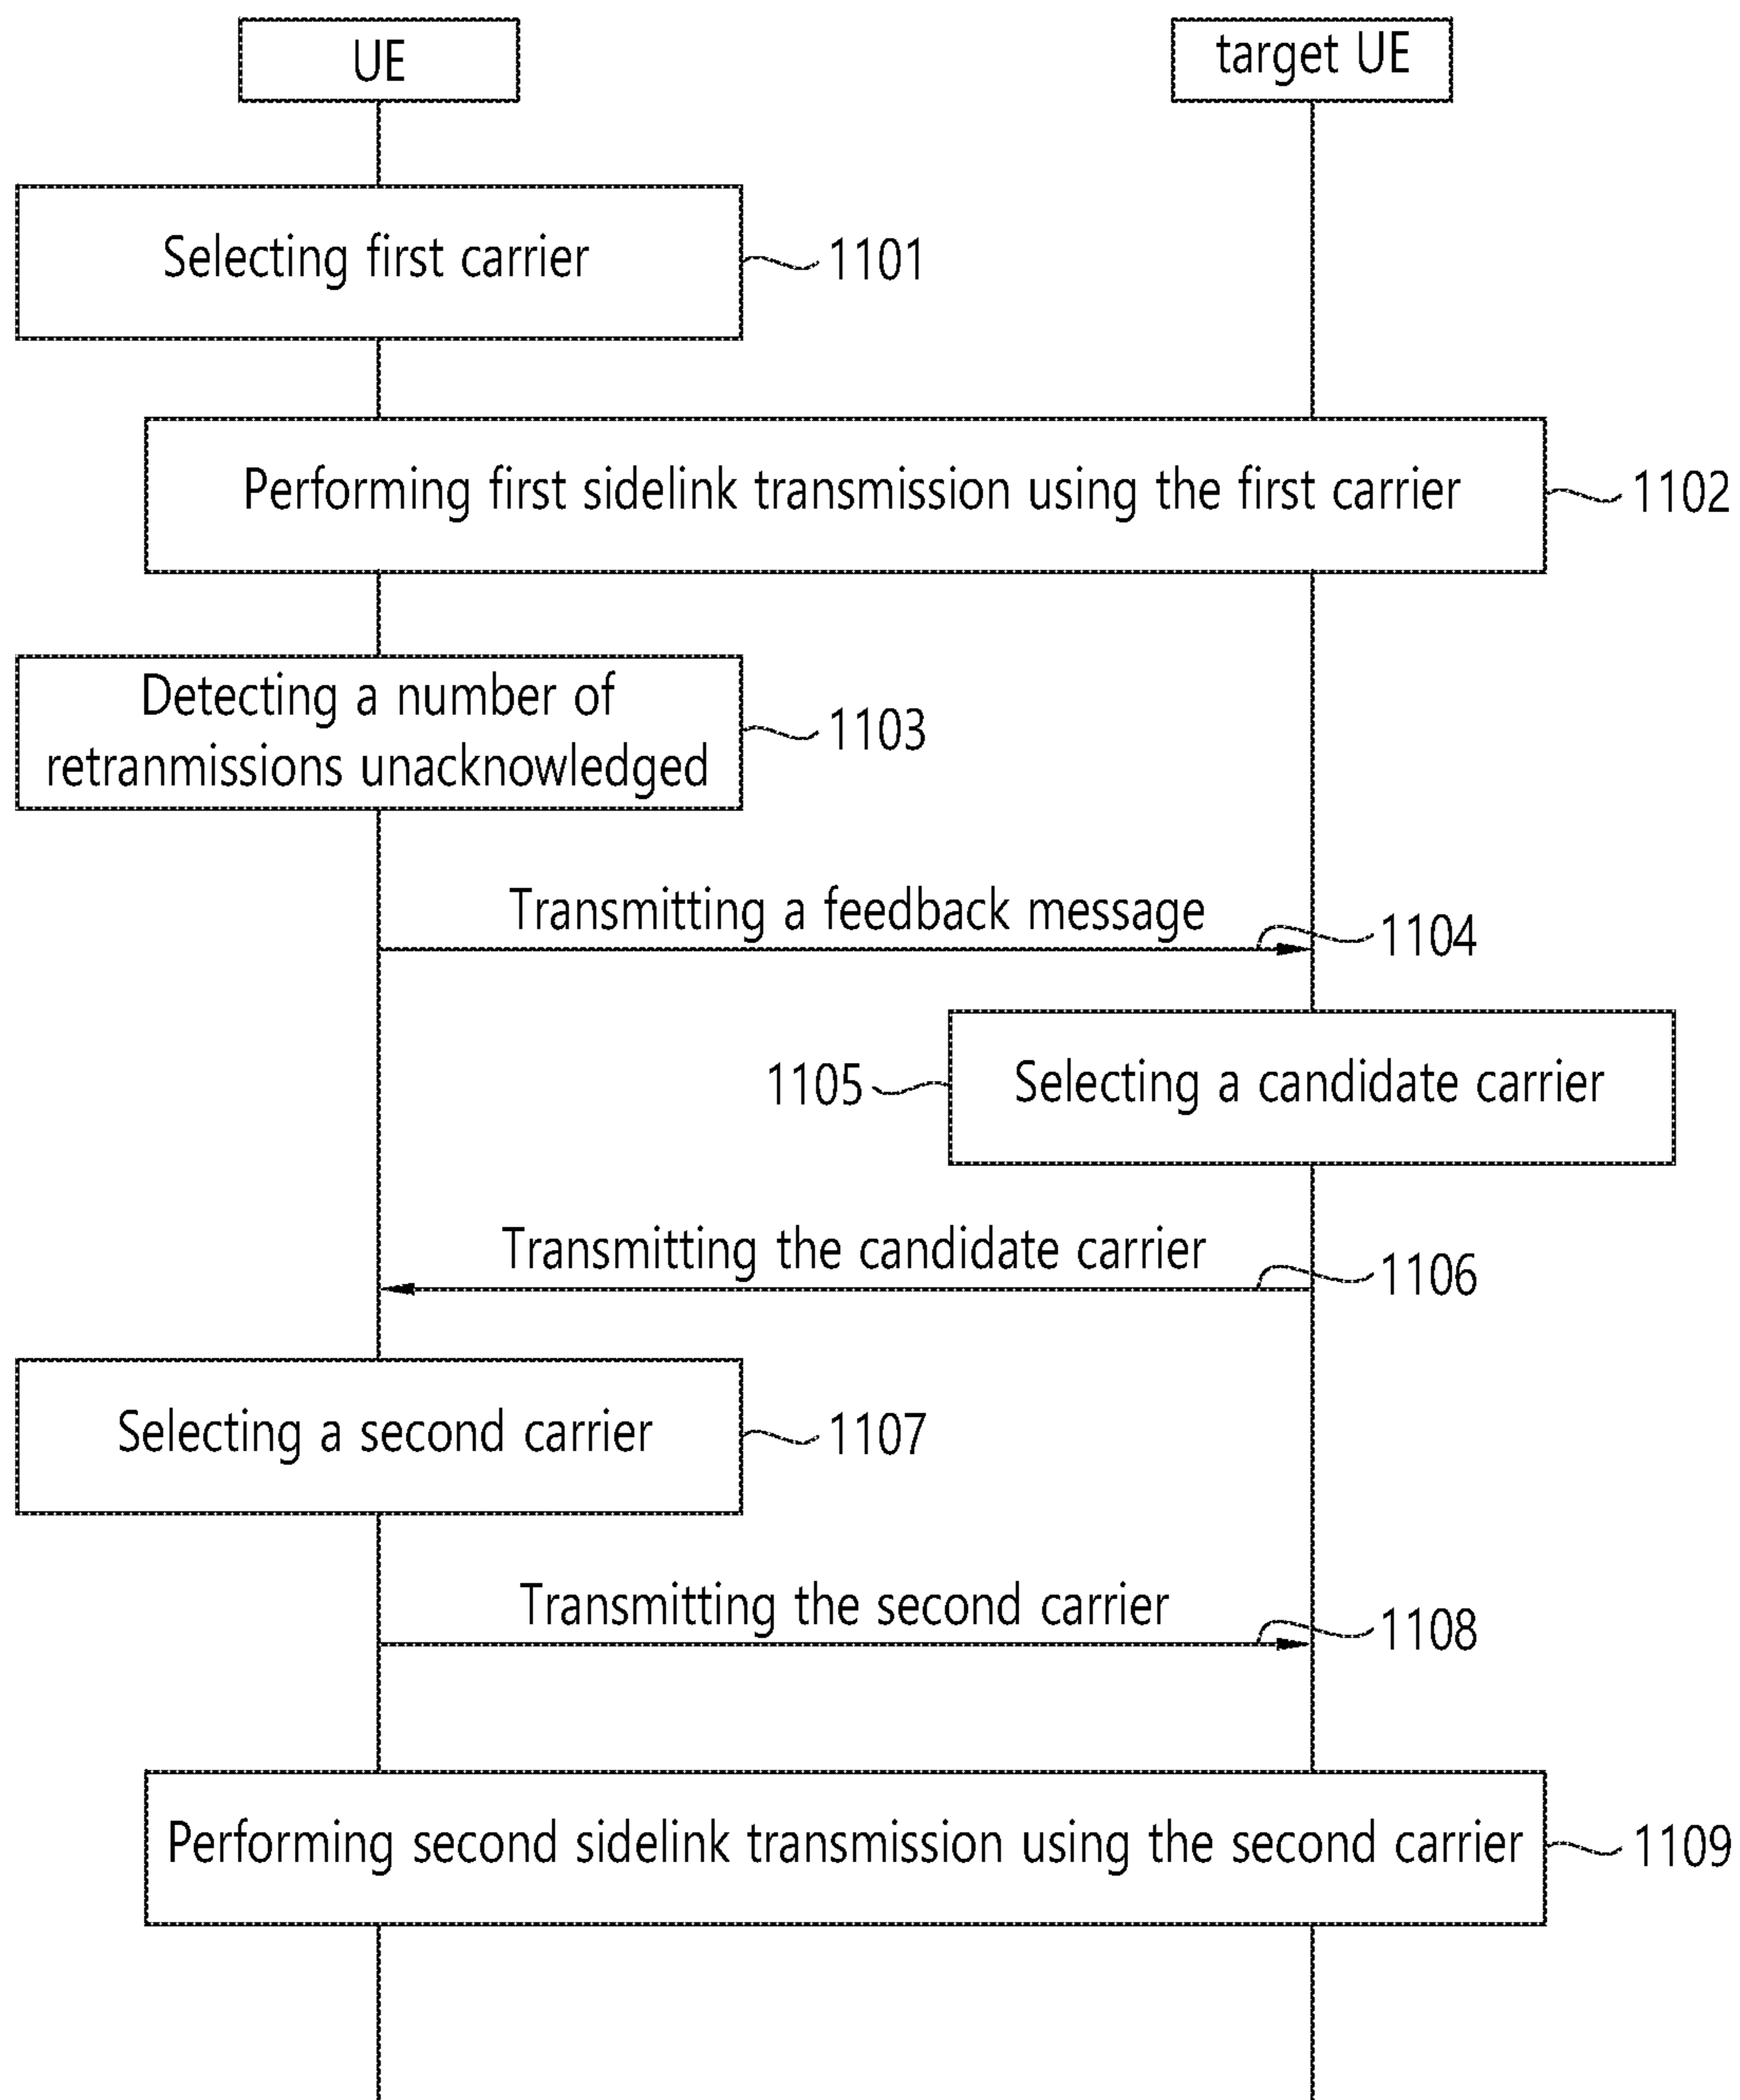 UE
target UE
Selecting first carrier
1101
Performing first sidelink transmission using the first carrier
1102
Detecting a number of
retranmissions unacknowledged
1103
Transmitting a feedback message
1104
1105
Selecting a candidate carrier
Transmitting the candidate carrier
1106
Selecting a second carrier
1107
Transmitting the second carrier
1108
Performing second sidelink transmission using the second carrier
1109